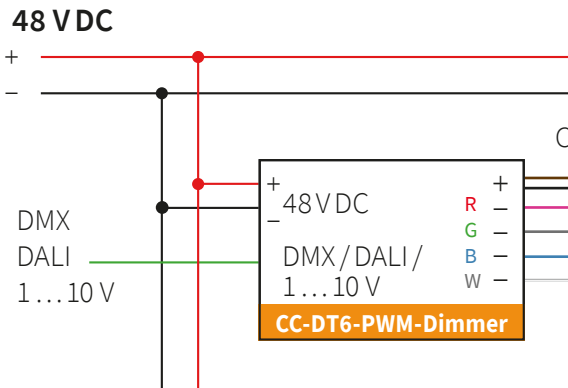 48 V DC
+
−
C
+
48 V DC
−
DMX
DALI
1 … 10 V
DMX / DALI /
1 … 10 V
+
R −
G −
B −
W −
CC-DT6-PWM-Dimmer